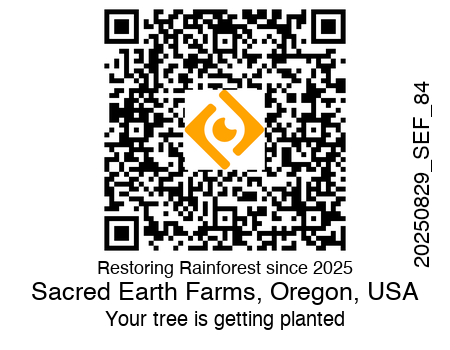 Restoring Rainforest since 2025
Sacred Earth Farms, Oregon, USA
Your tree is getting planted
20250829_SEF_84